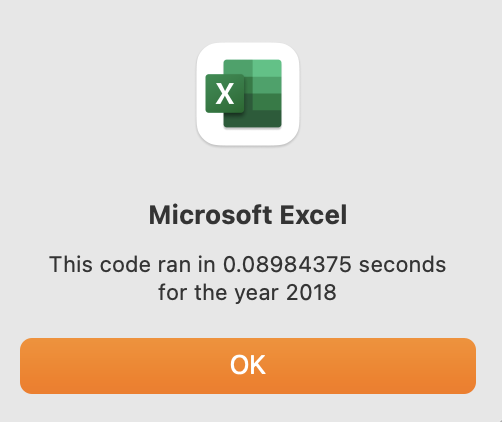 X
Microsoft Excel
This code ran in 0.08984375 seconds
for the year 2018
OK